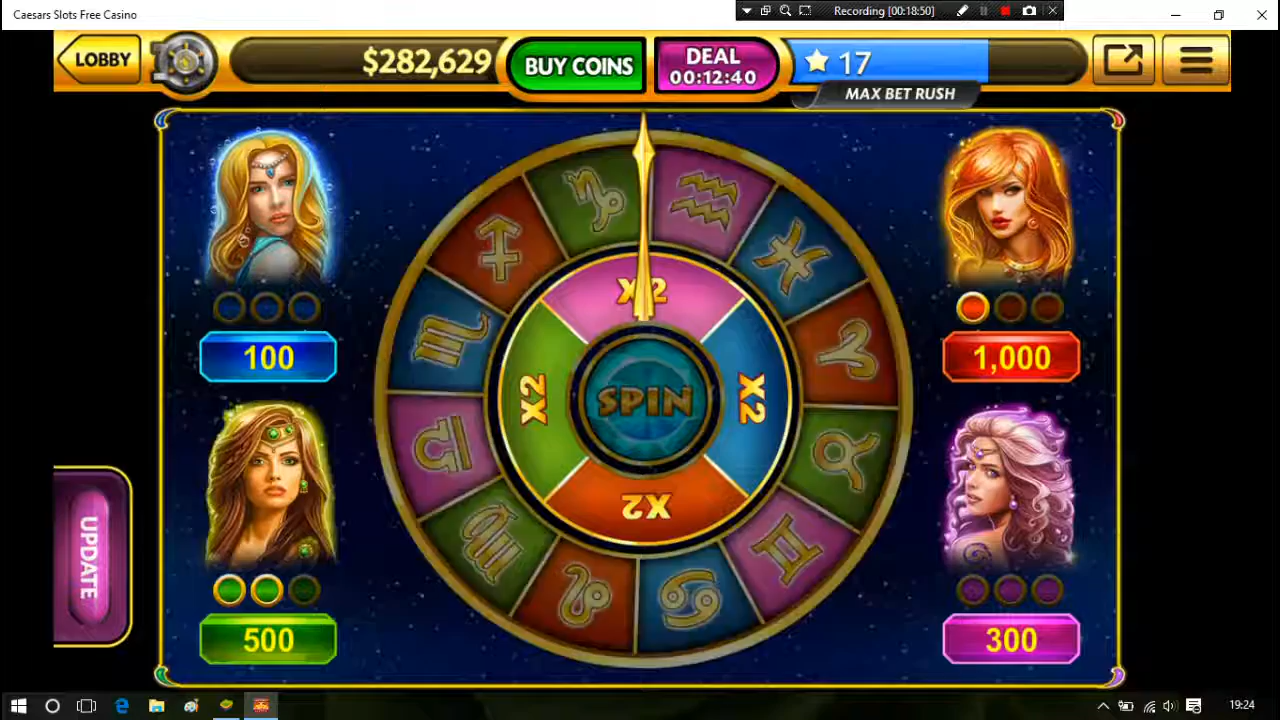 Caesars Slots Free Casino
Recording [00:18:50]
LOBBY
$282,629
BUY COINS
DEAL
00:12:40
17
MAX BET RUSH
100
1,000
X2
X2
X2
X2
SPIN
UPDATE
500
300
19:24